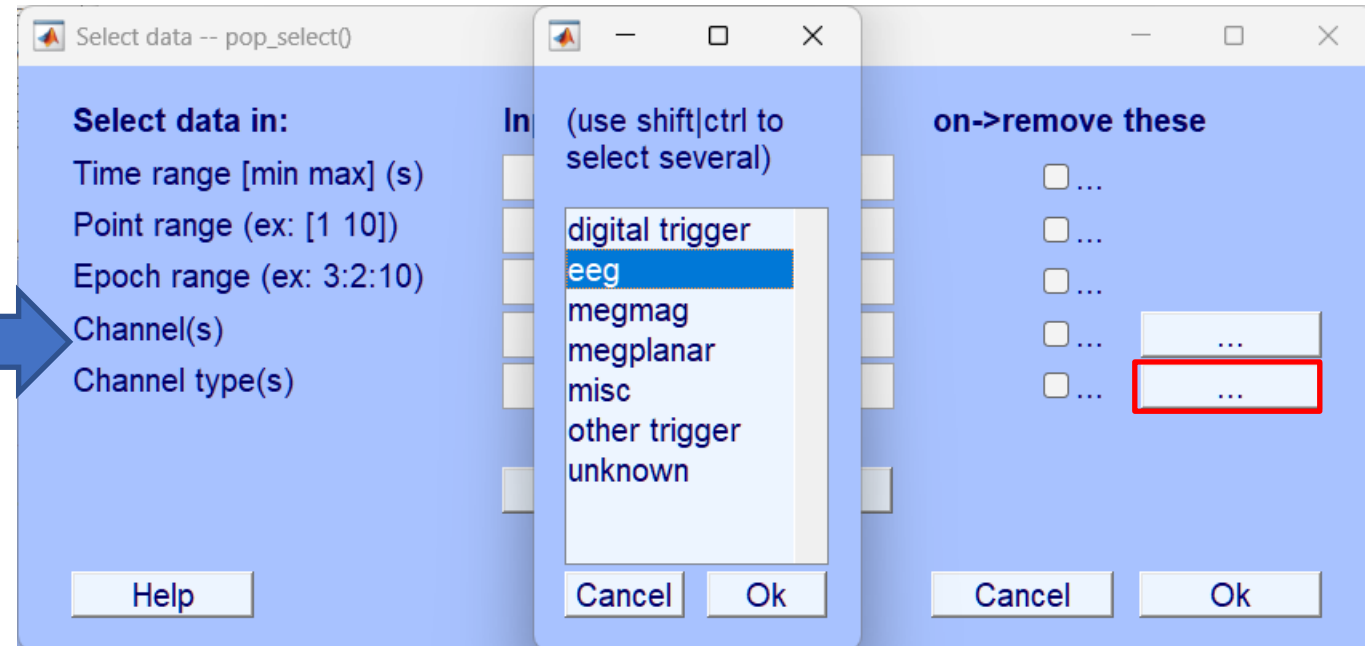 Select data -- pop_select()
Select data in:
In
on->remove these
Time range [min max] (s)
...
Point range (ex: [1 10])
...
Epoch range (ex: 3:2:10)
...
Channel(s)
...
...
Channel type(s)
...
...
Help
Cancel
Ok
(use shift|ctrl to
select several)
digital trigger
eeg
megmag
megplanar
misc
other trigger
unknown
Cancel
Ok